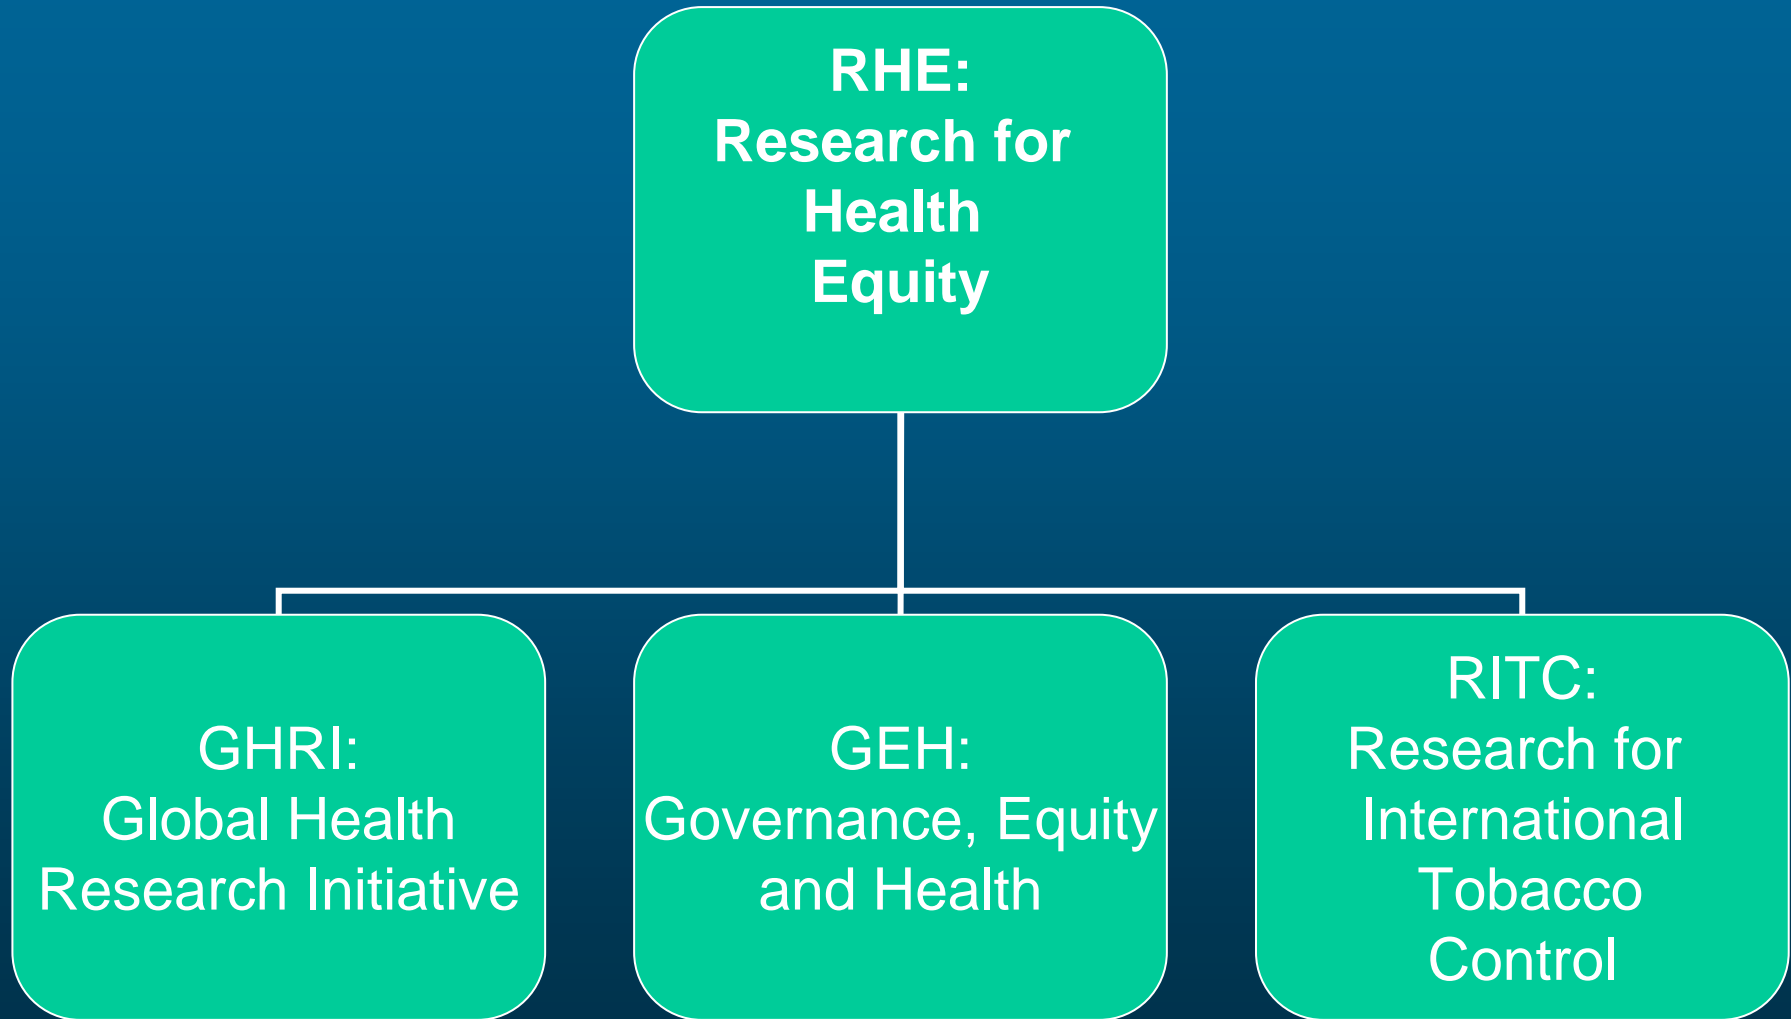 RHE:
Research for
Health
Equity
GHRI:
Global Health
Research Initiative
GEH:
Governance, Equity
and Health
RITC:
Research for
International
Tobacco
Control